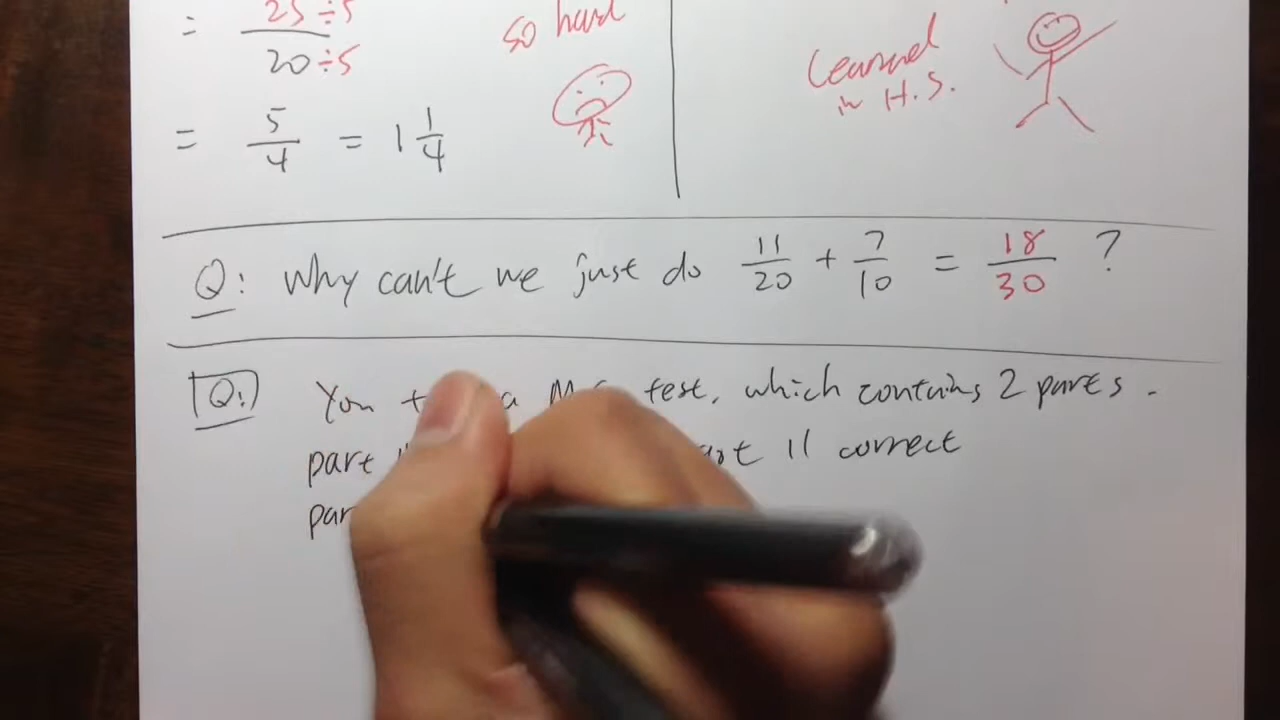 = 25÷5 / 20÷5
so hard
Learned
in H.S.
= 5/4 = 1 1/4
Q: Why can't we just do 11/20 + 7/10 = 18/30 ?
Q: You a test, which contains 2 parts.
part 11 correct